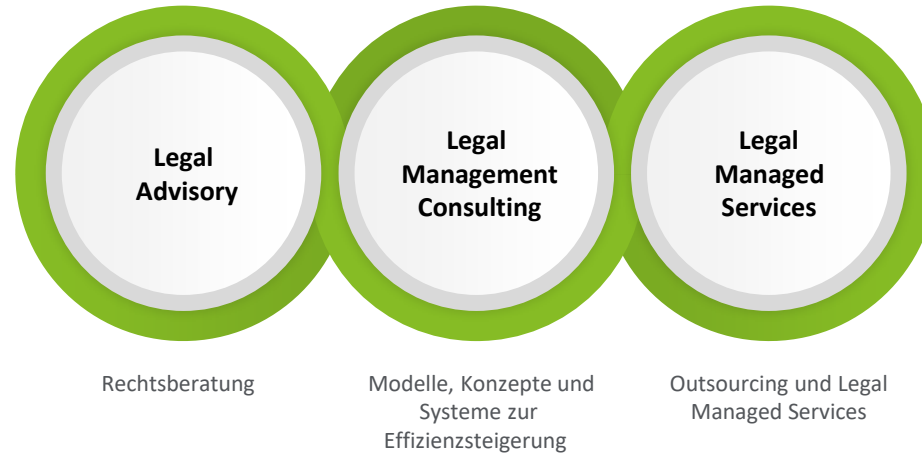 Legal
Advisory
Legal
Management
Consulting
Legal
Managed
Services
Rechtsberatung
Modelle, Konzepte und
Systeme zur
Effizienzsteigerung
Outsourcing und Legal
Managed Services